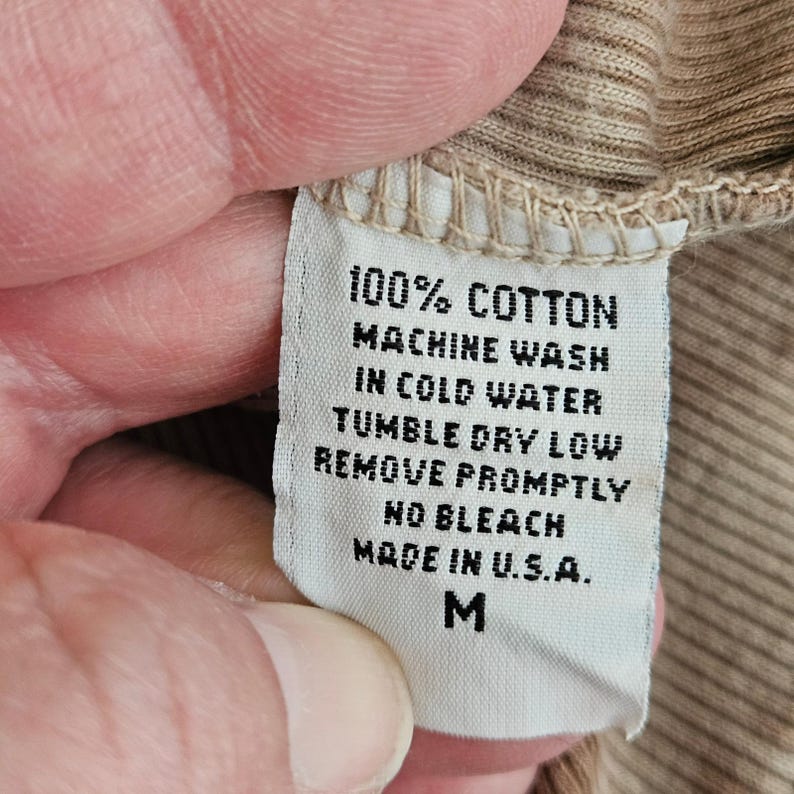 100% COTTON
MACHINE WASH
IN COLD WATER
TUMBLE DRY LOW
REMOVE PROMPTLY
NO BLEACH
MADE IN U.S.A.
M